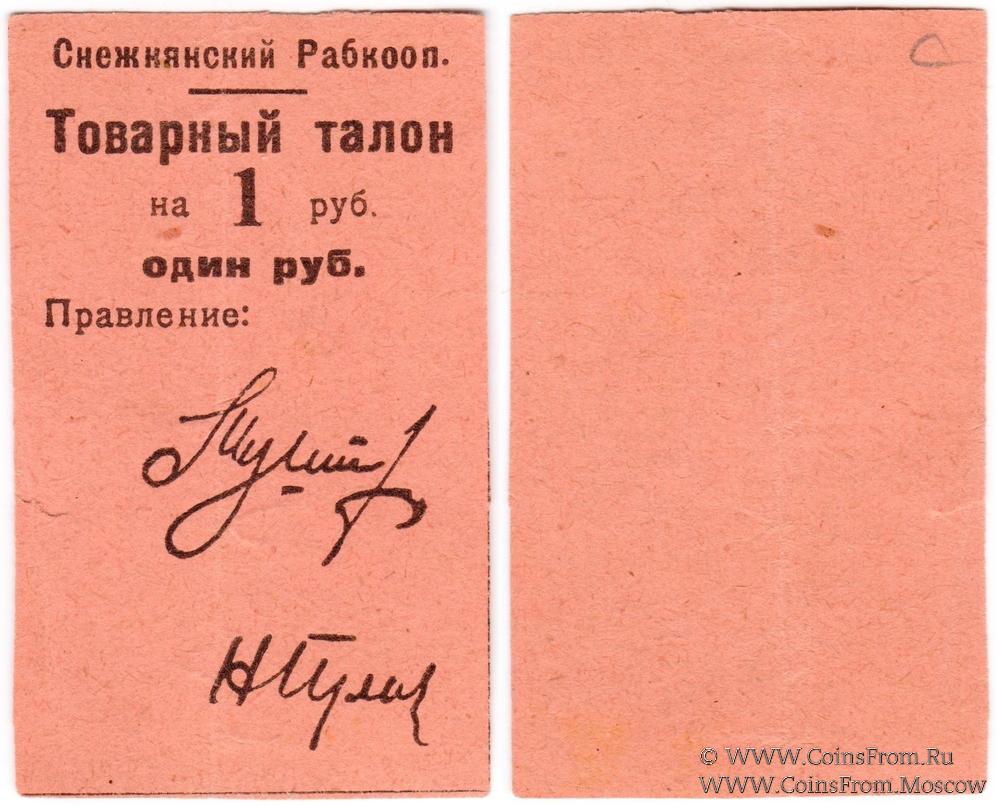 Снежнянский Рабкооп.
Товарный талон
на 1 руб.
один руб.
Правление:
© WWW.CoinsFrom.Ru
WWW.CoinsFrom.Moscow